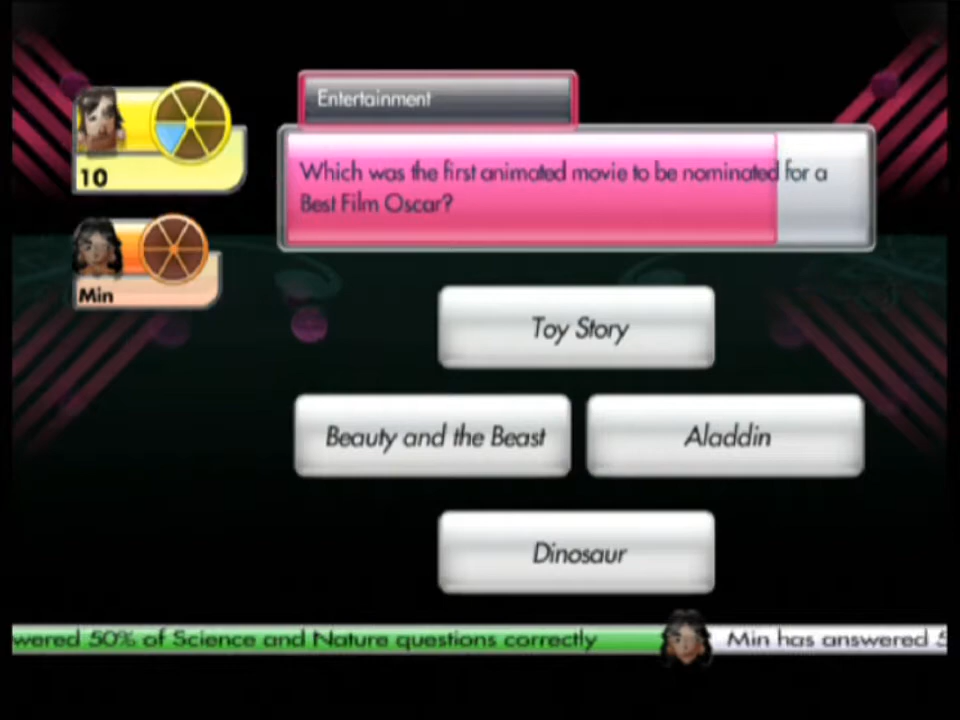 Entertainment
Which was the first animated movie to be nominated for a
Best Film Oscar?
10
Min
Toy Story
Beauty and the Beast
Aladdin
Dinosaur
wered 50% of Science and Nature questions correctly
Min has answered 5